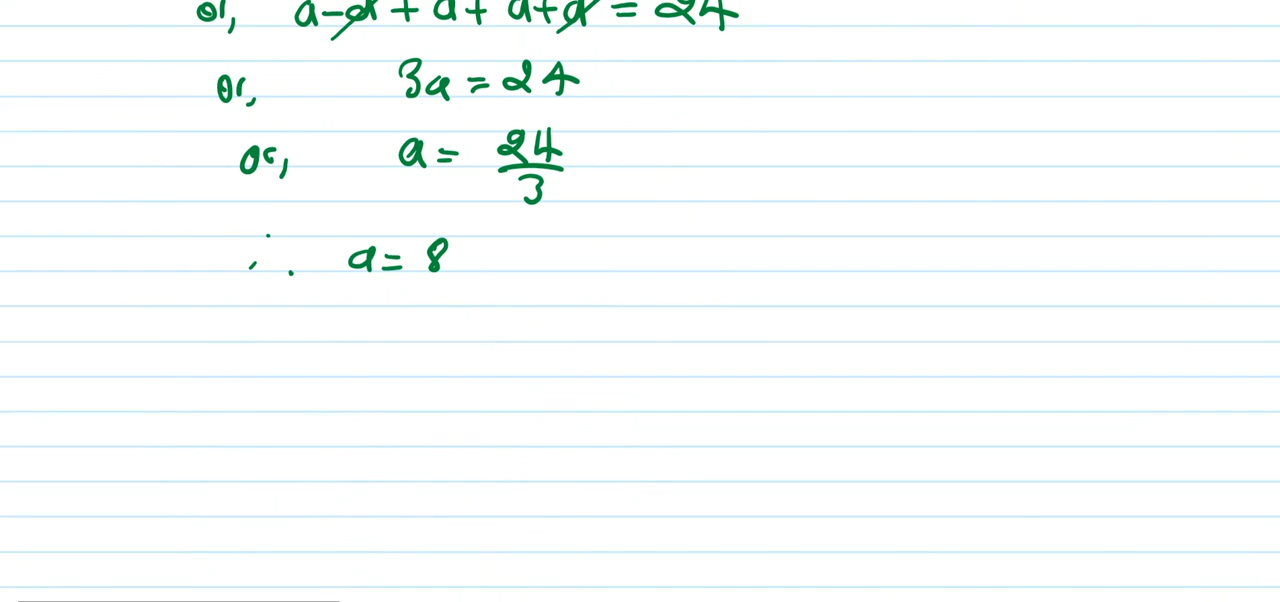 or, a-d + a + a+d = 24
or, 3a = 24
or, a = 24/3
∴ a = 8